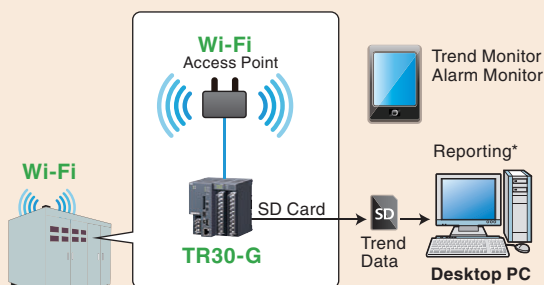 Wi-Fi
Wi-Fi
Access Point
TR30-G
SD Card
SD
Trend
Data
Trend Monitor
Alarm Monitor
Reporting*
Desktop PC